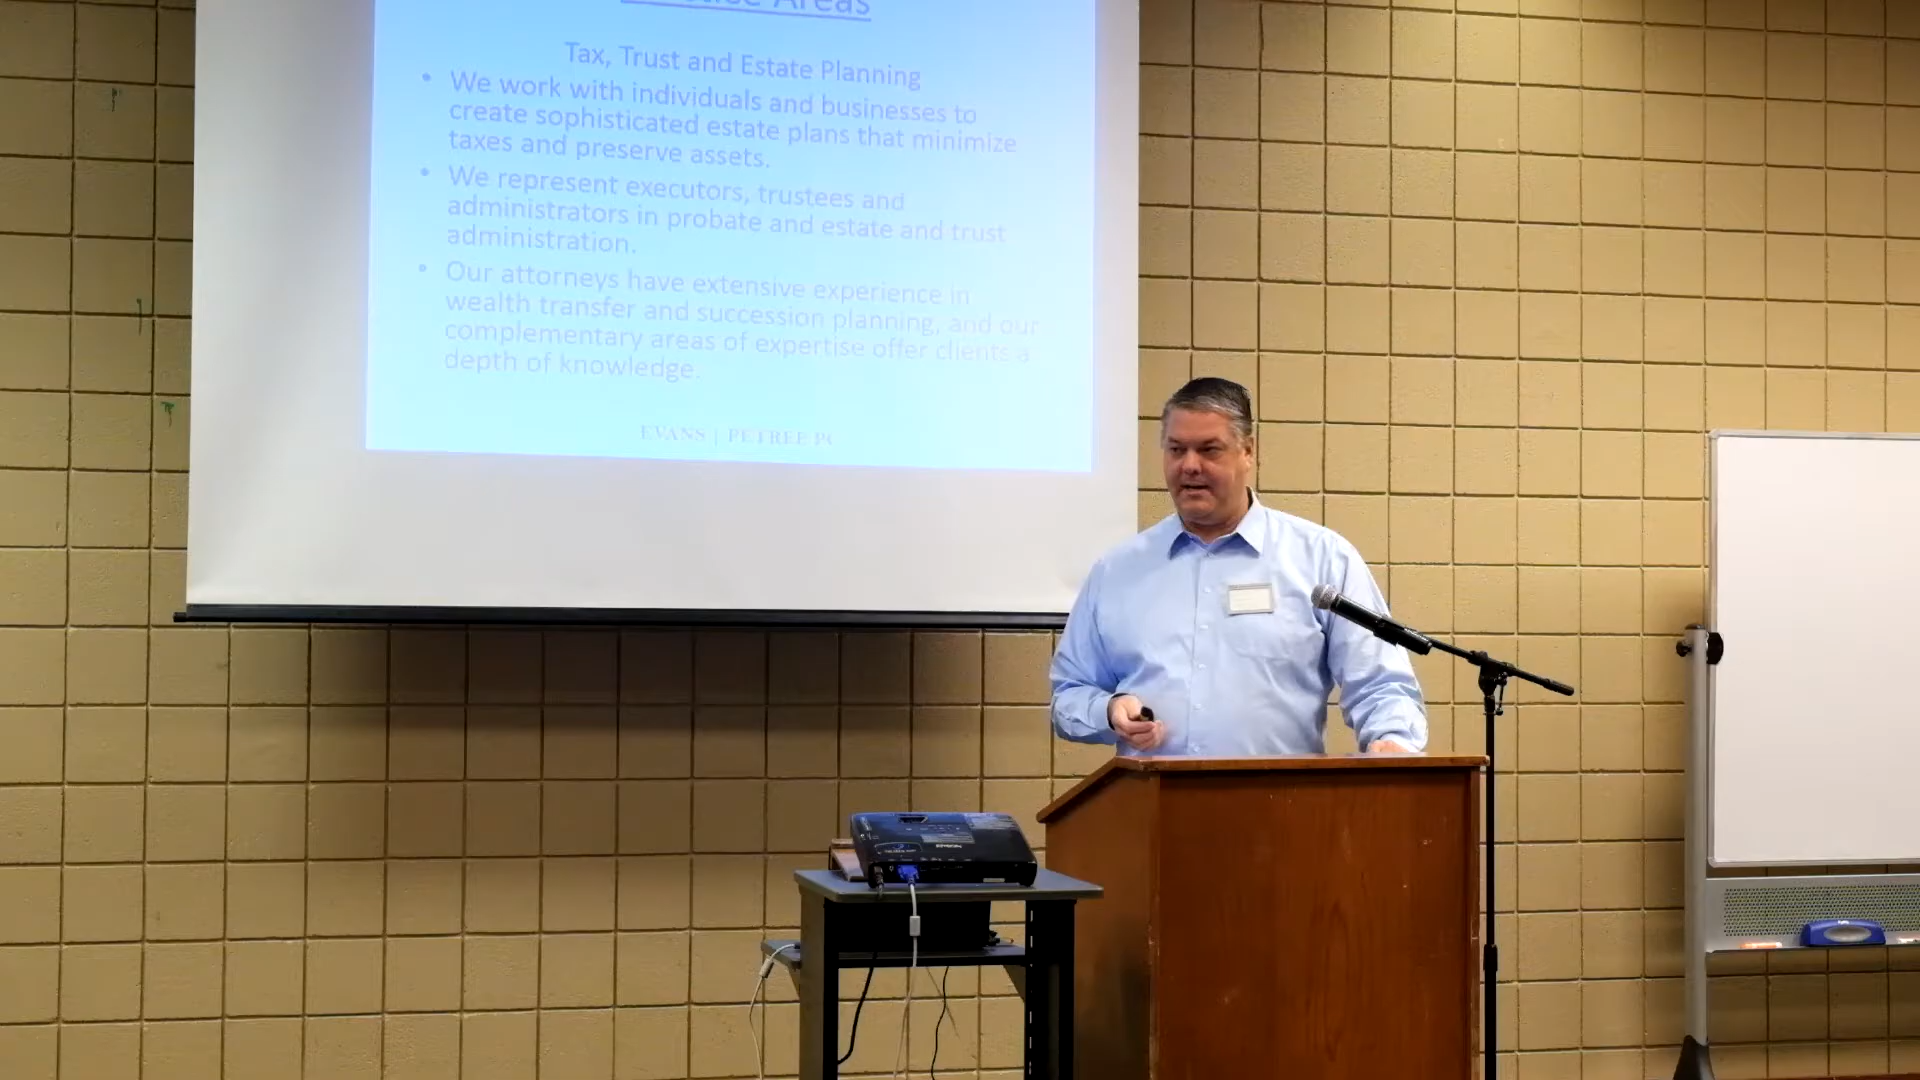 Areas
Tax, Trust and Estate Planning
• We work with individuals and businesses to
create sophisticated estate plans that minimize
taxes and preserve assets.
• We represent executors, trustees and
administrators in probate and estate and trust
administration.
• Our attorneys have extensive experience in
wealth transfer and succession planning, and our
complementary areas of expertise offer clients a
depth of knowledge.
EVANS | PETREE PC
EPSON